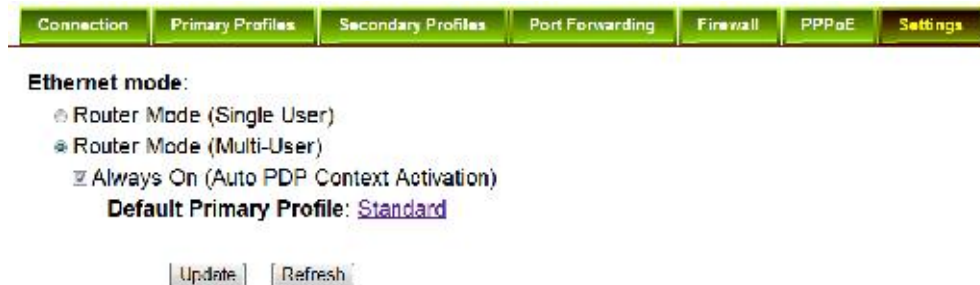 Connection Primary Profiles Secondary Profiles Port Forwarding Firewall PPPoE Settings
Ethernet mode:
Router Mode (Single User)
Router Mode (Multi-User)
Always On (Auto PDP Context Activation)
Default Primary Profile: Standard
Update Refresh